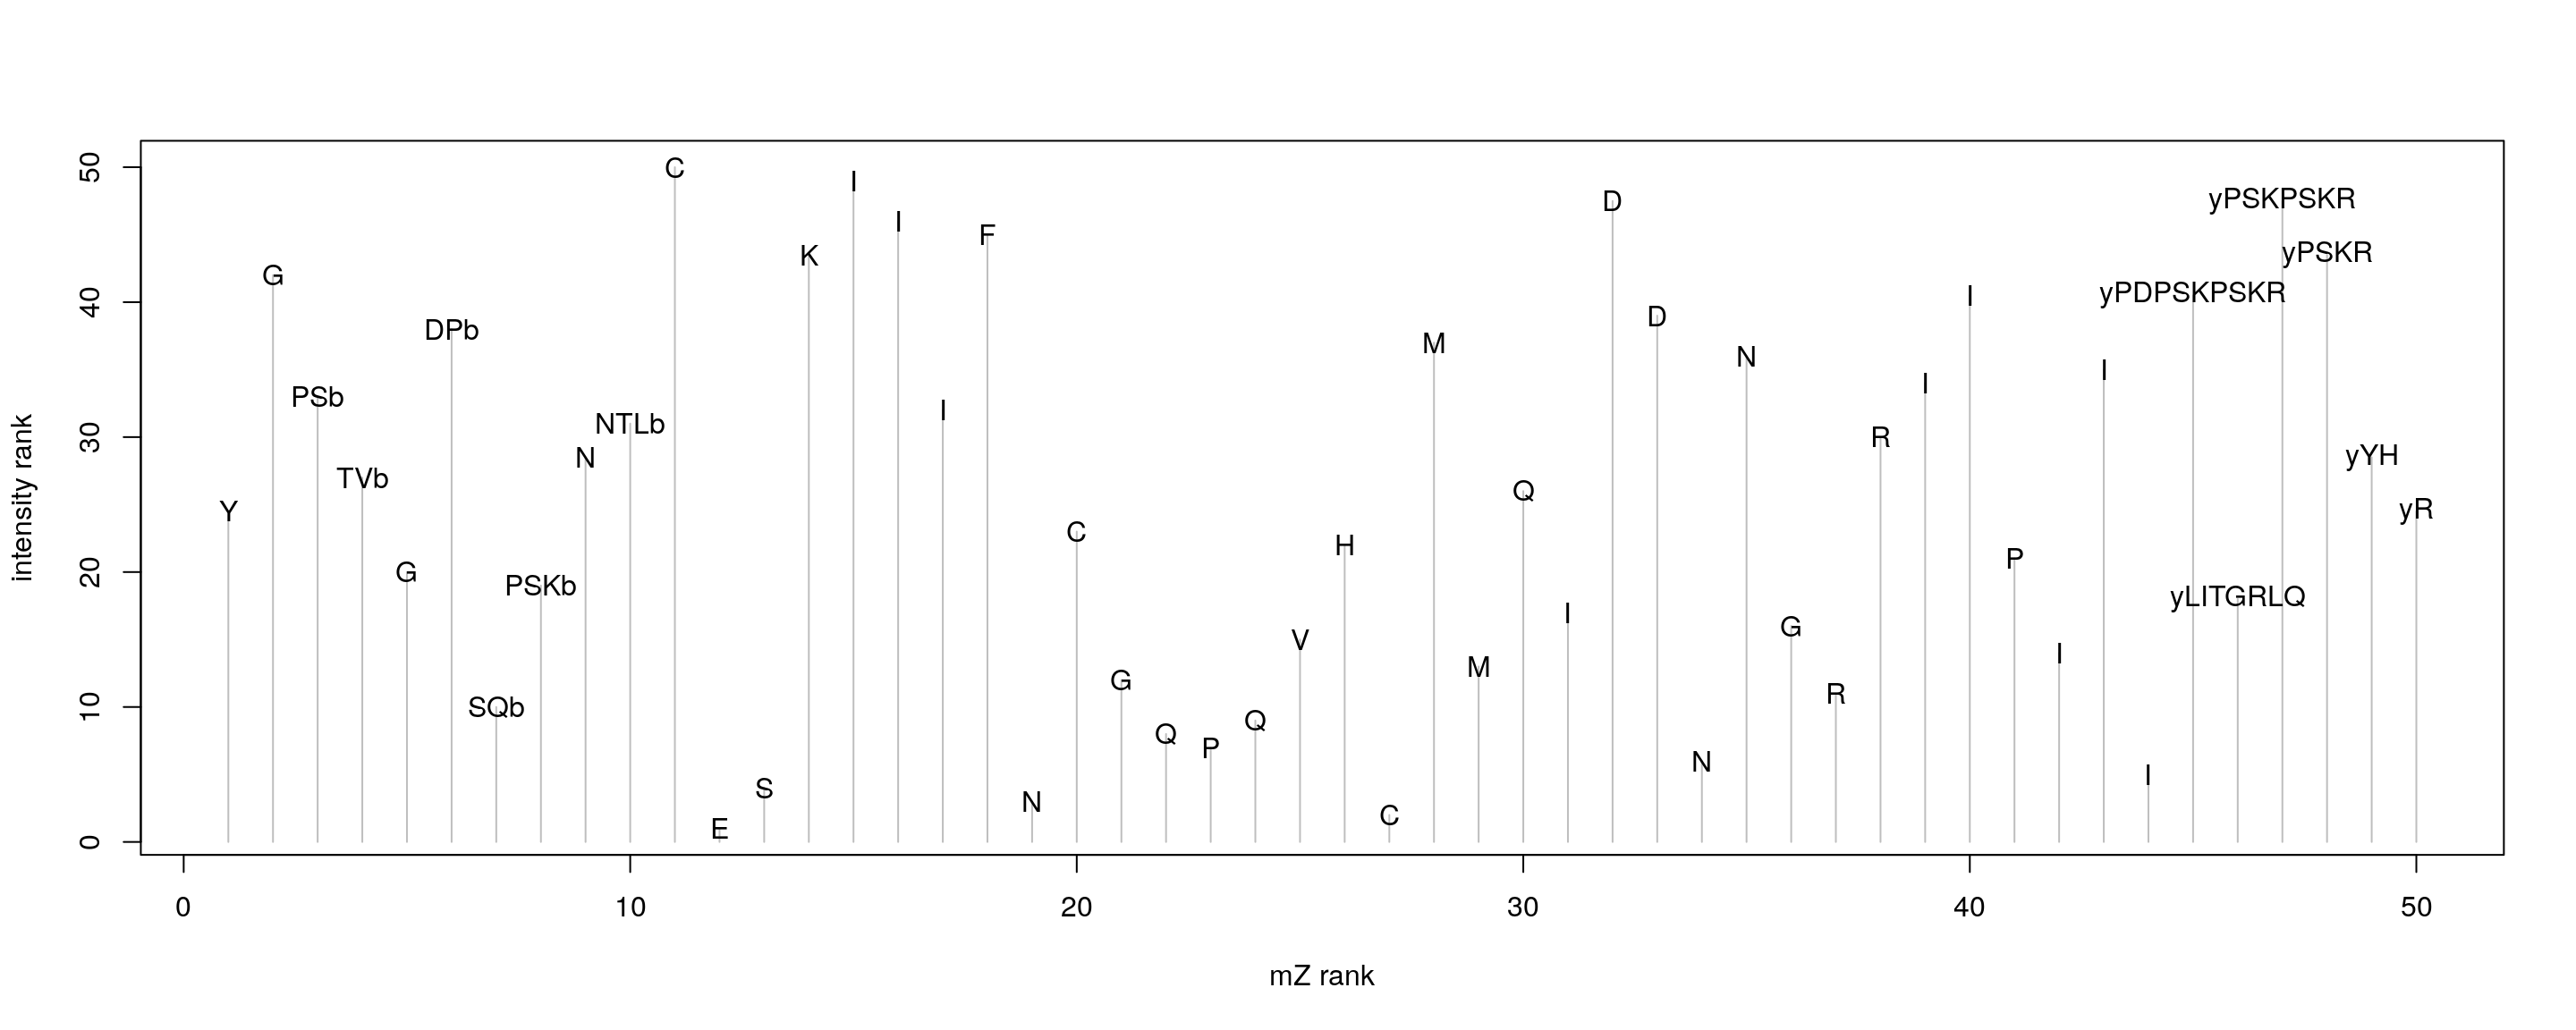 50
40
30
20
10
0
intensity rank
Y
G
PSb
TVb
G
DPb
SQb
PSKb
N
NTLb
C
E
S
K
I
I
I
F
N
C
G
Q
P
Q
V
H
C
M
M
Q
I
D
D
N
N
G
R
R
I
I
P
I
I
I
yPDPSKPSKR
yLITGRLQ
yPSKPSKR
yPSKR
yYH
yR
0 10 20 30 40 50
mZ rank